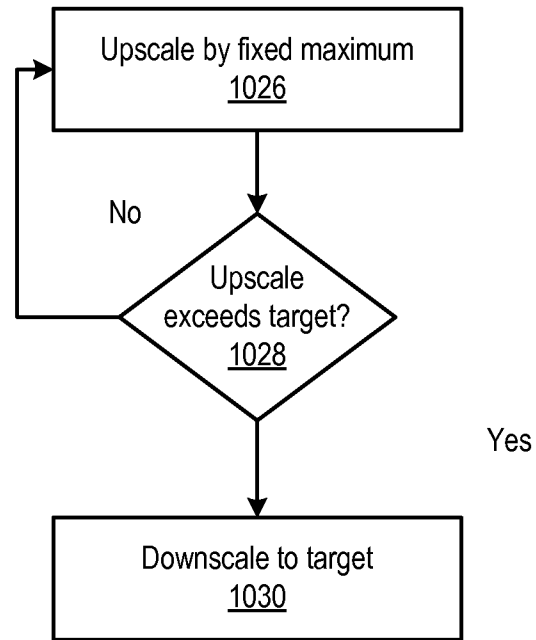 Upscale by fixed maximum
1026
No
Upscale
exceeds target?
1028
Yes
Downscale to target
1030